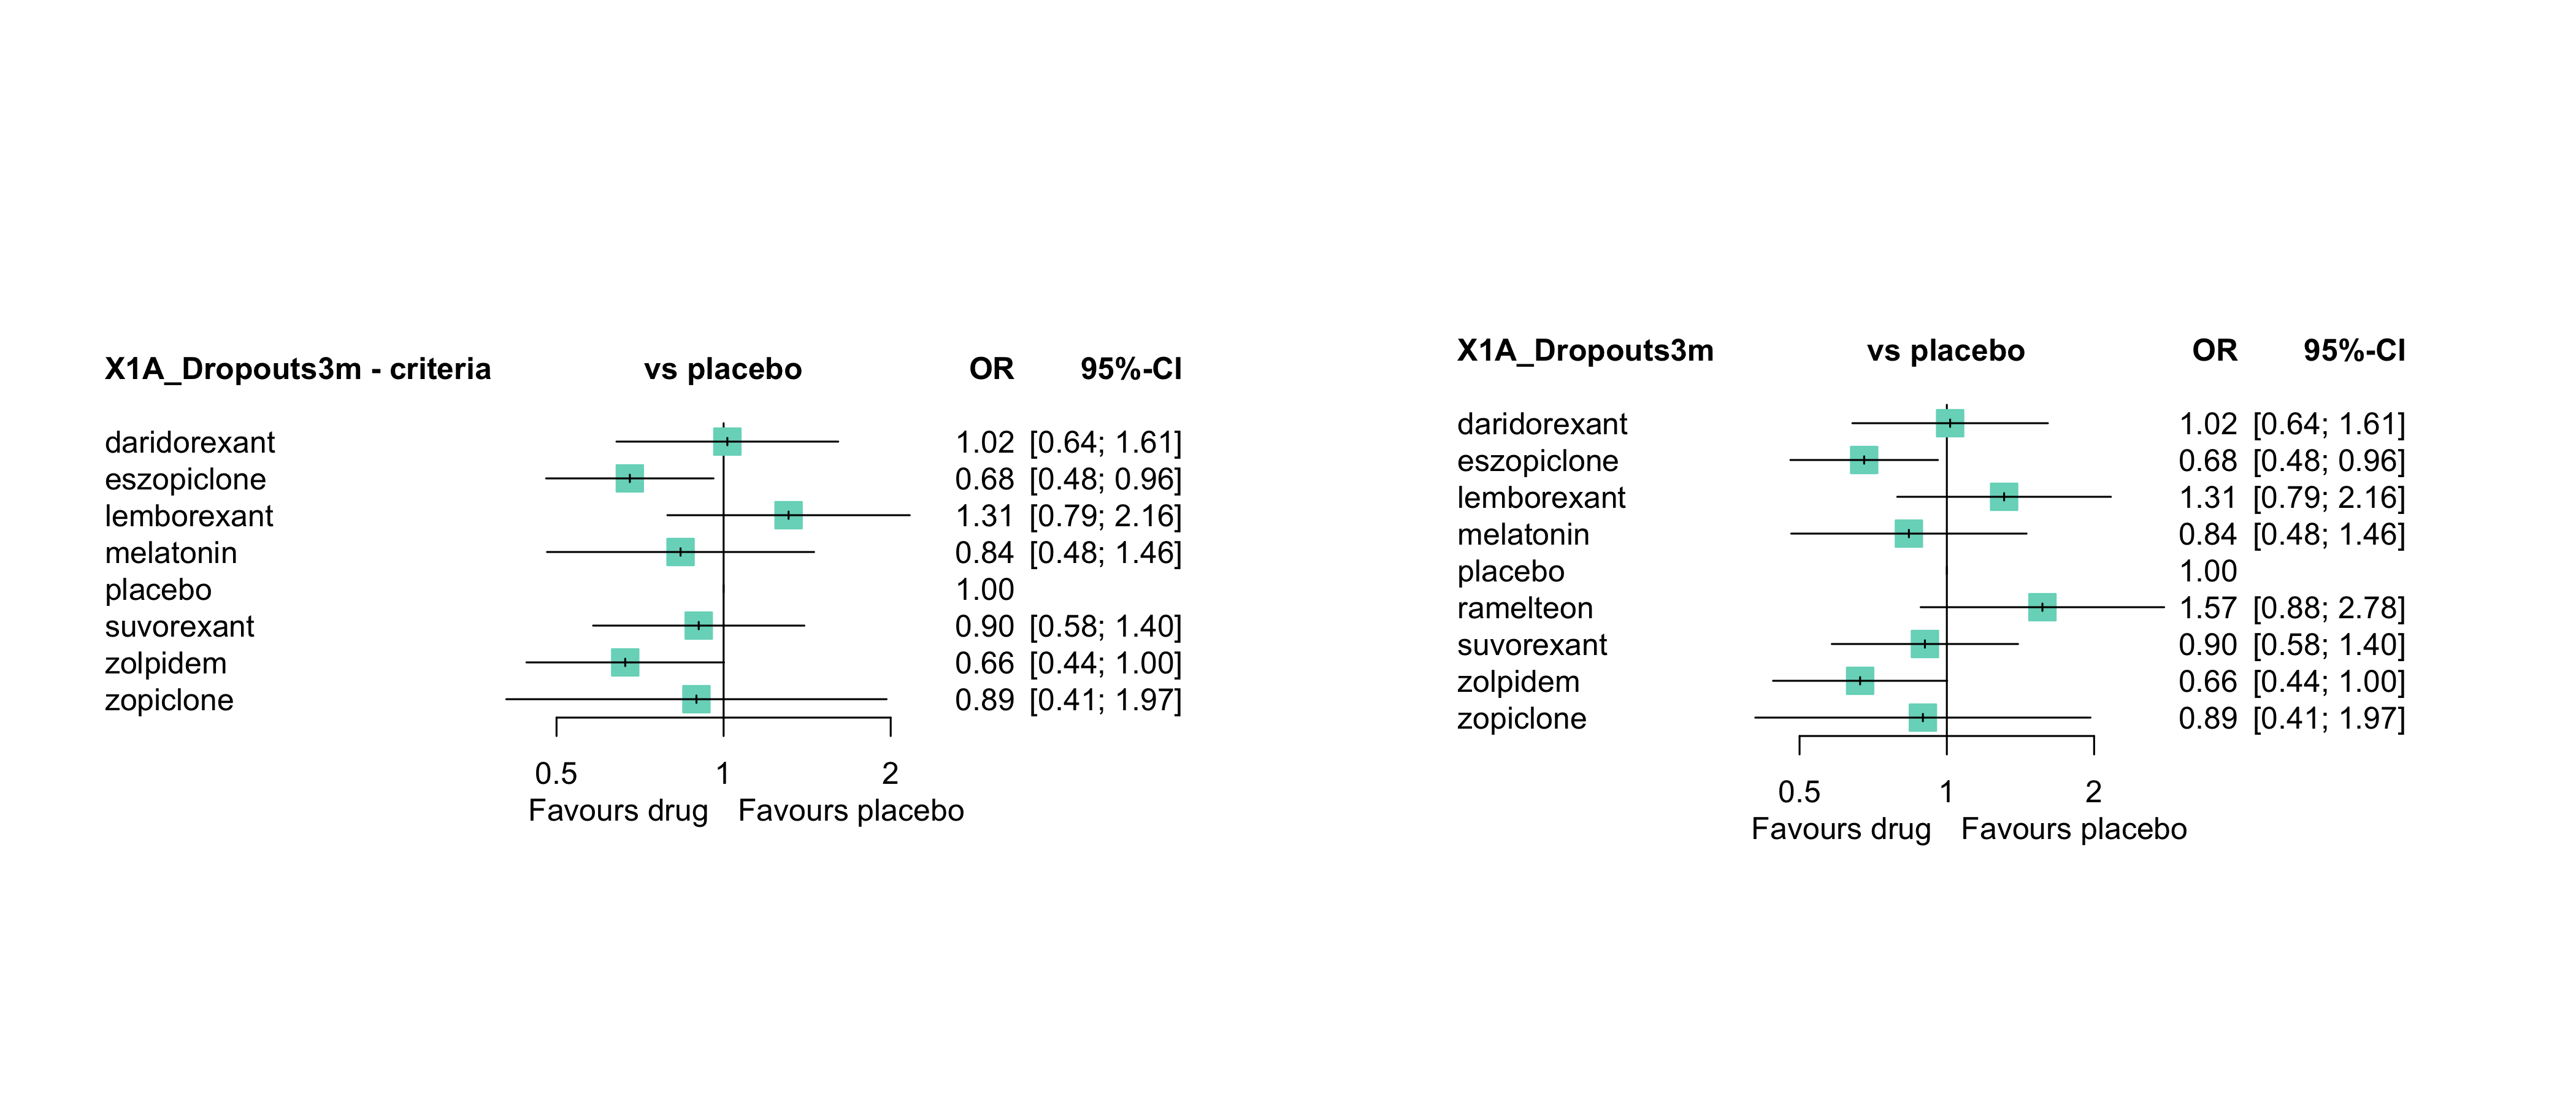 X1A_Dropouts3m - criteria vs placebo OR 95%-CI
daridorexant 1.02 [0.64; 1.61]
eszopiclone 0.68 [0.48; 0.96]
lemborexant 1.31 [0.79; 2.16]
melatonin 0.84 [0.48; 1.46]
placebo 1.00
suvorexant 0.90 [0.58; 1.40]
zolpidem 0.66 [0.44; 1.00]
zopiclone 0.89 [0.41; 1.97]
0.5 1 2
Favours drug Favours placebo
X1A_Dropouts3m vs placebo OR 95%-CI
daridorexant 1.02 [0.64; 1.61]
eszopiclone 0.68 [0.48; 0.96]
lemborexant 1.31 [0.79; 2.16]
melatonin 0.84 [0.48; 1.46]
placebo 1.00
ramelteon 1.57 [0.88; 2.78]
suvorexant 0.90 [0.58; 1.40]
zolpidem 0.66 [0.44; 1.00]
zopiclone 0.89 [0.41; 1.97]
0.5 1 2
Favours drug Favours placebo